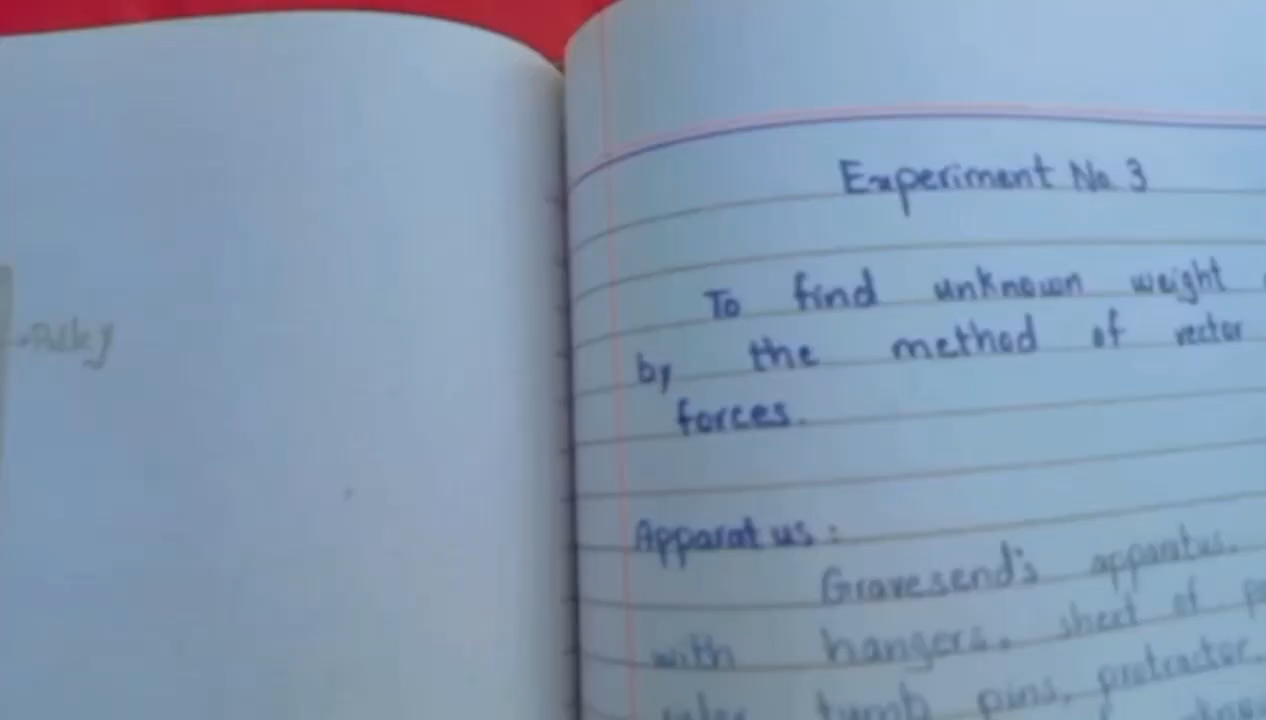 Pulley
Experiment No 3
To find unknown weight
by the method of vector
forces.
Apparatus:
Gravesend's apparatus.
with hangers. sheet of
tumb pins, protractor.